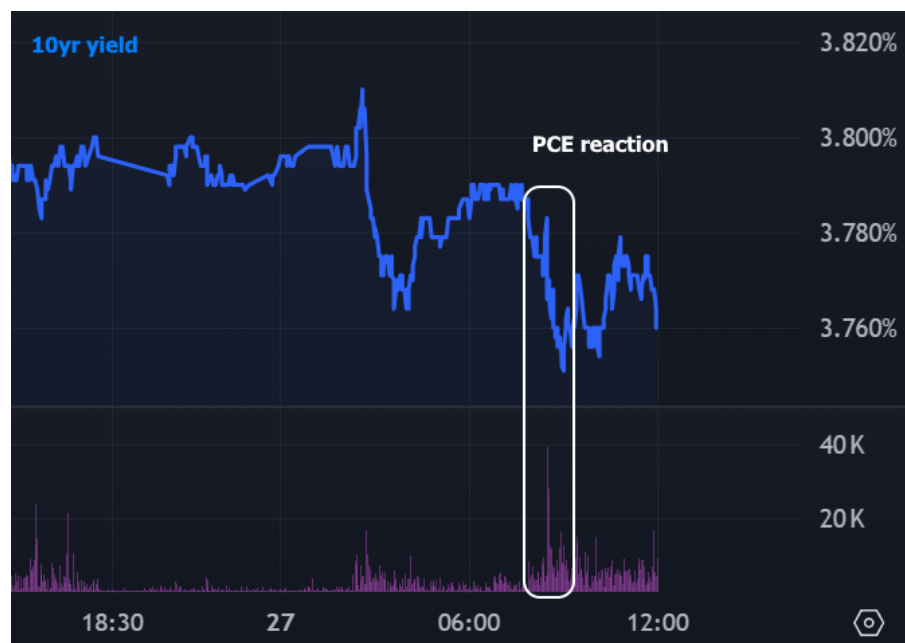 10yr yield
3.820%
PCE reaction
3.800%
3.780%
3.760%
40K
20K
18:30 27 06:00 12:00